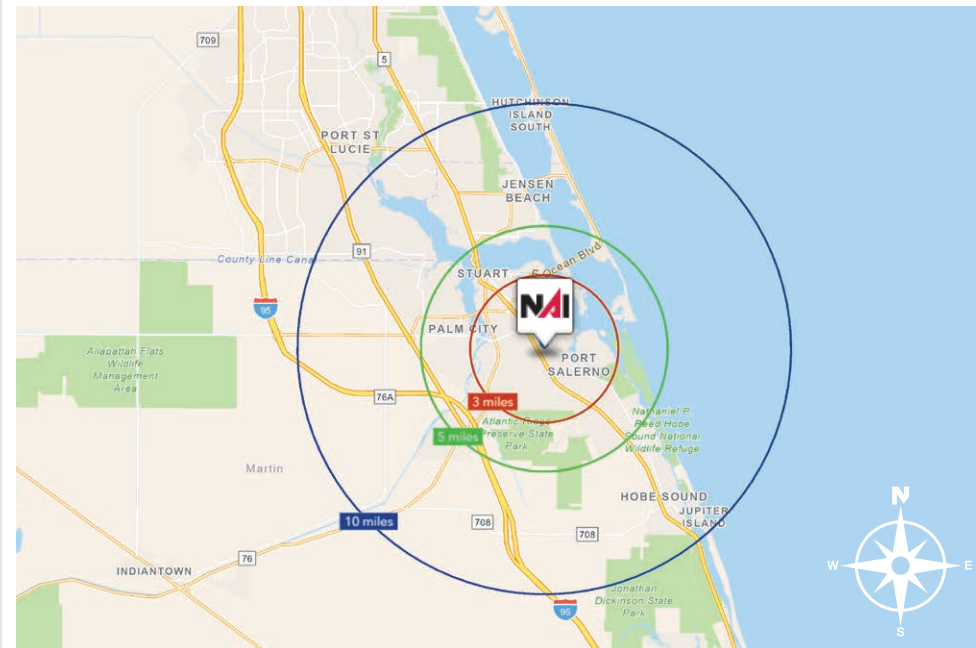 709
5
HUTCHINSON
ISLAND
SOUTH
PORT ST
LUCIE
JENSEN
BEACH
91
County Line Canal
STUART
E Ocean Blvd
95
NAI
PALM CITY
Allapattah Flats
Wildlife
Management
Area
PORT
SALERNO
76A
3 miles
Nathaniel P
Reed Hobe
Sound National
Wildlife Refuge
Atlantic Ridge
Preserve State
Park
5 miles
Martin
HOBE SOUND
JUPITER
ISLAND
N
10 miles
708
708
76
W
E
INDIANTOWN
Jonathan
Dickinson State
Park
95
S